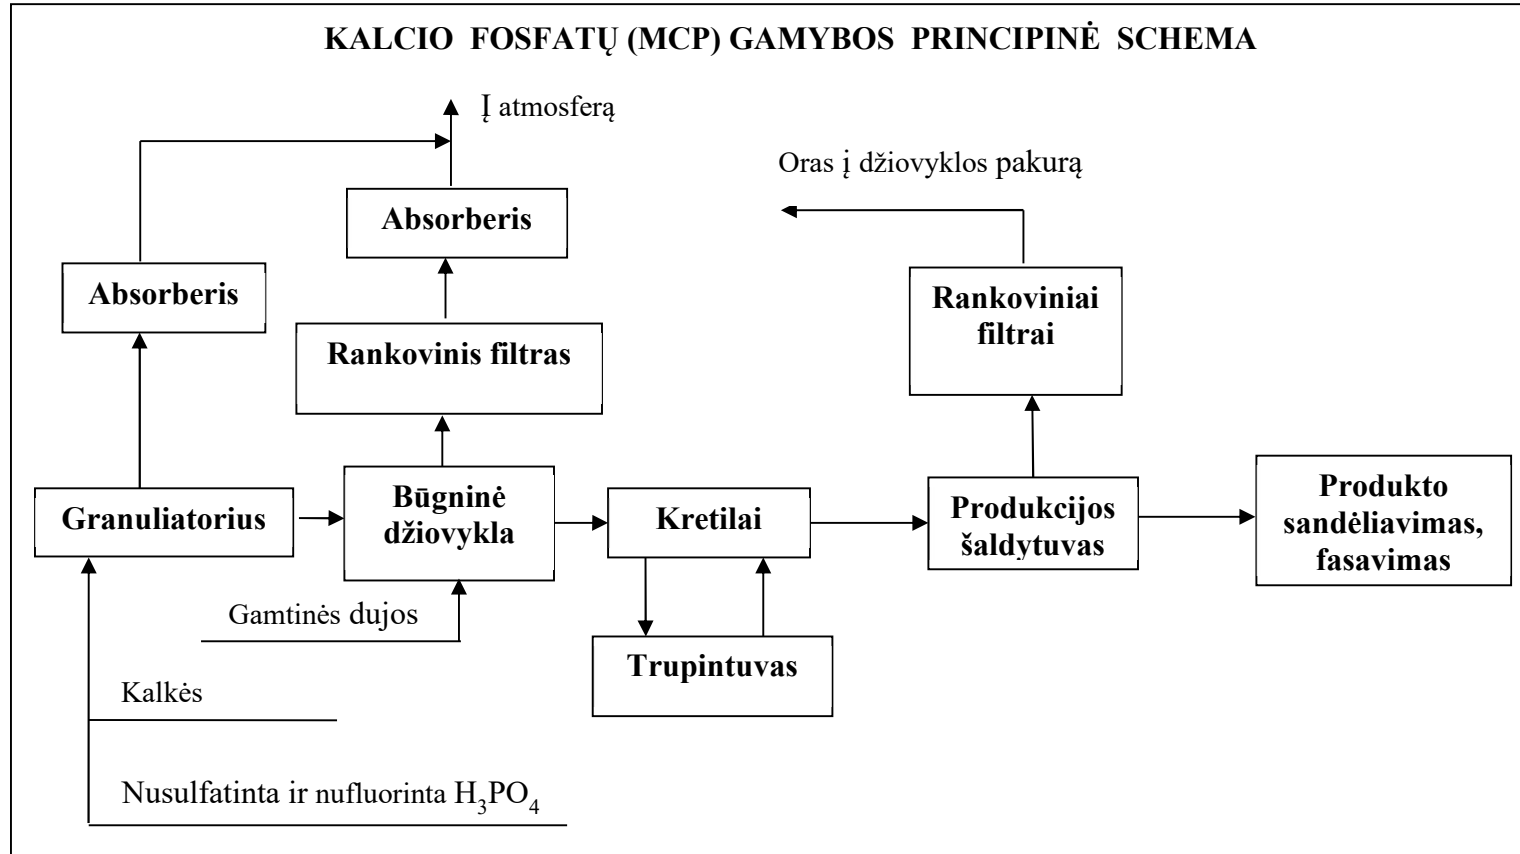 KALCIO FOSFATŲ (MCP) GAMYBOS PRINCIPINĖ SCHEMA
Į atmosferą
Oras į džiovyklos pakurą
Absorberis
Absorberis
Rankoviniai
filtrai
Rankovinis filtras
Granuliatorius
Būgninė
džiovykla
Kretilai
Produkcijos
šaldytuvas
Produkto
sandėliavimas,
fasavimas
Gamtinės dujos
Trupintuvas
Kalkės
Nusulfatinta ir nufluorinta H₃PO₄